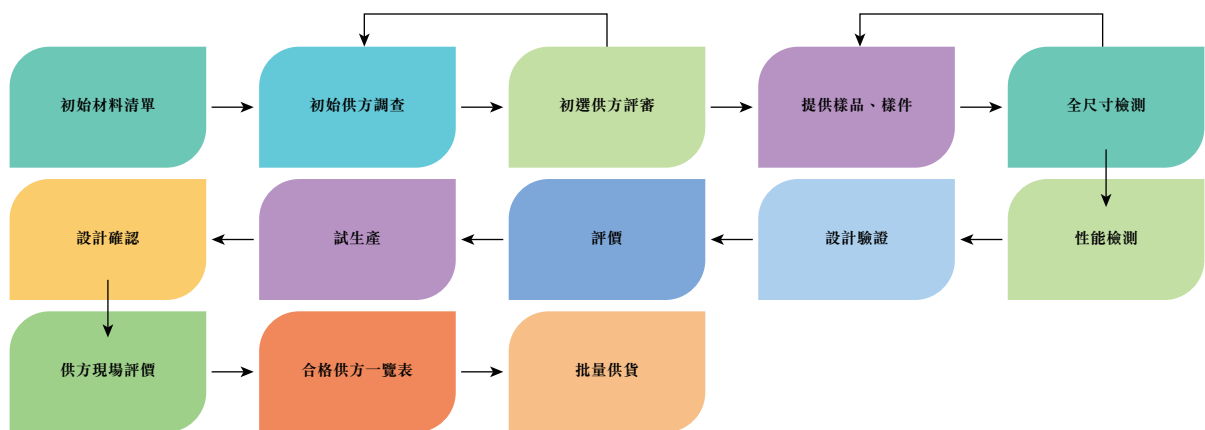 初始材料清單
初始供方調查
初選供方評審
提供樣品、樣件
全尺寸檢測
性能檢測
設計驗證
評價
試生產
設計確認
供方現場評價
合格供方一覽表
批量供貨